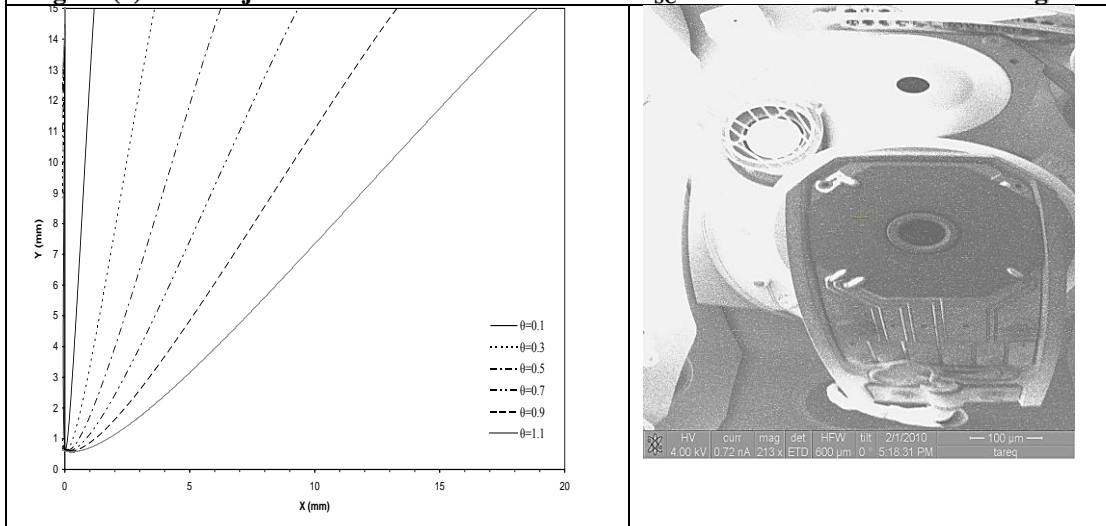 SC
15
14
13
12
11
10
9
8
7
6
5
4
3
2
1
0
Y (mm)
0 5 10 15 20
X (mm)
θ=0.1
θ=0.3
θ=0.5
θ=0.7
θ=0.9
θ=1.1
HV curr mag det HFW tilt 2/1/2010 100 µm
4.00 kV 0.72 nA 213 x ETD 600 µm 0° 5:18:31 PM tareq